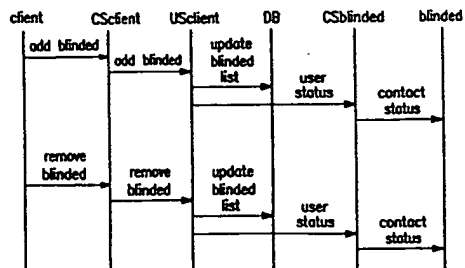 client CSclient USclient DB CSblinded blinded
add blinded
add blinded
update
blinded
list
user
status
contact
status
remove
blinded
remove
blinded
update
blinded
list
user
status
contact
status